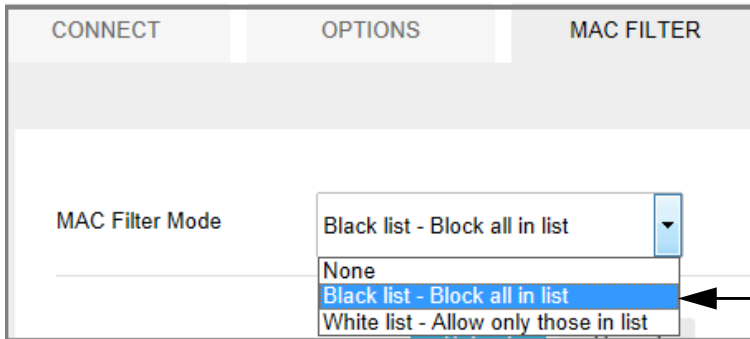 CONNECT OPTIONS MAC FILTER
MAC Filter Mode Black list - Block all in list
None
Black list - Block all in list
White list - Allow only those in list